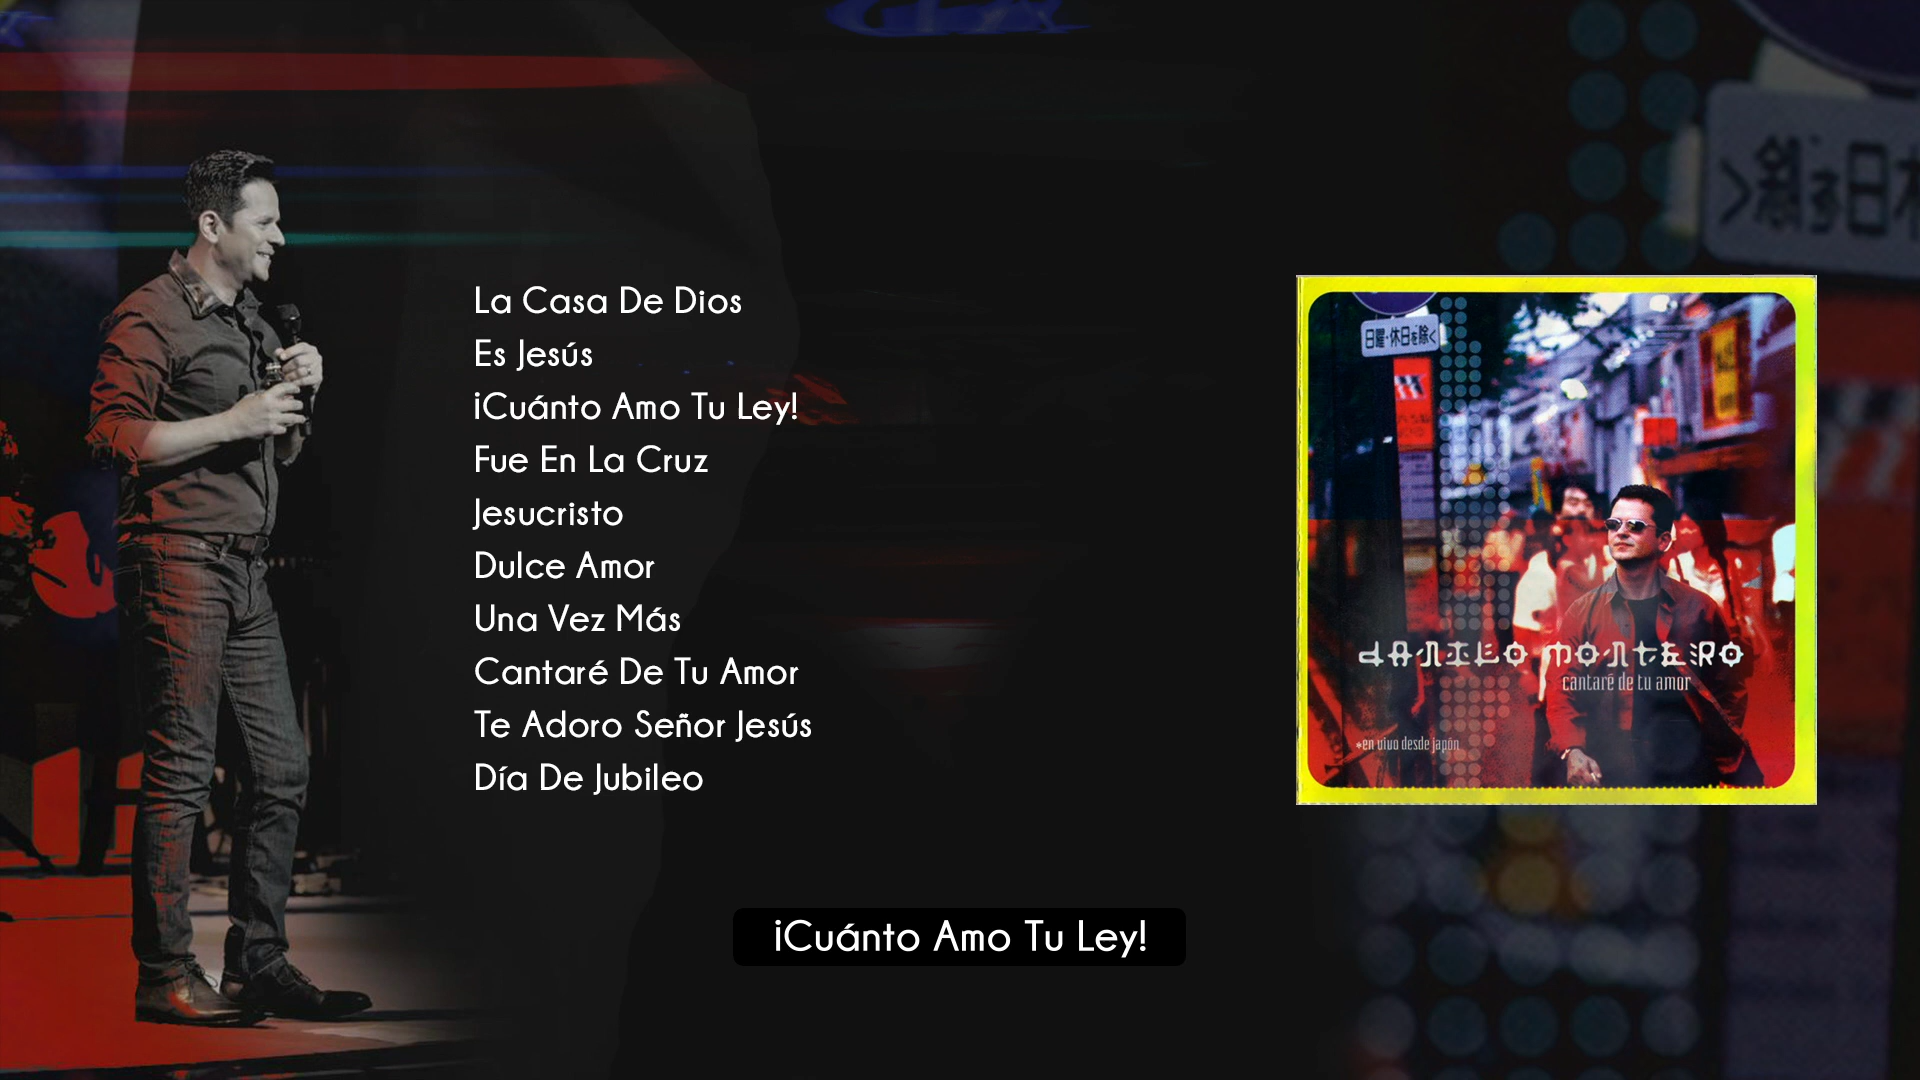 La Casa De Dios
Es Jesús
¡Cuánto Amo Tu Ley!
Fue En La Cruz
Jesucristo
Dulce Amor
Una Vez Más
Cantaré De Tu Amor
Te Adoro Señor Jesús
Día De Jubileo
日曜・休日を除く
danilo montero
cantaré de tu amor
*en vivo desde japón
¡Cuánto Amo Tu Ley!